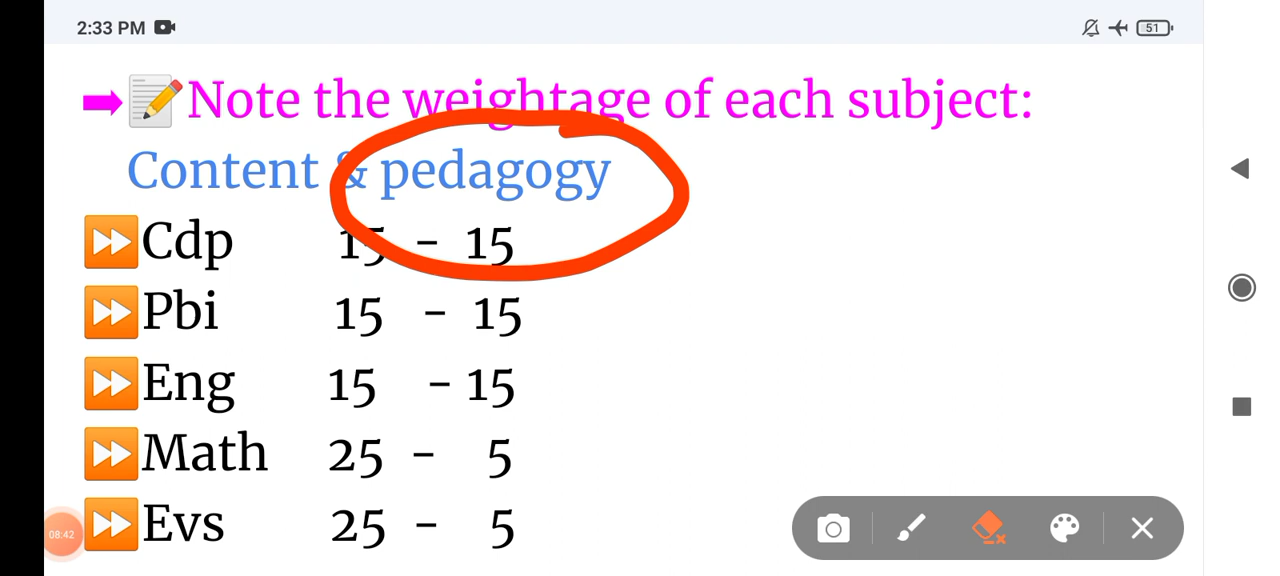 2:33 PM 51
Note the weightage of each subject:
Content & pedagogy
Cdp 15 - 15
Pbi 15 - 15
Eng 15 - 15
Math 25 - 5
Evs 25 - 5
08:42